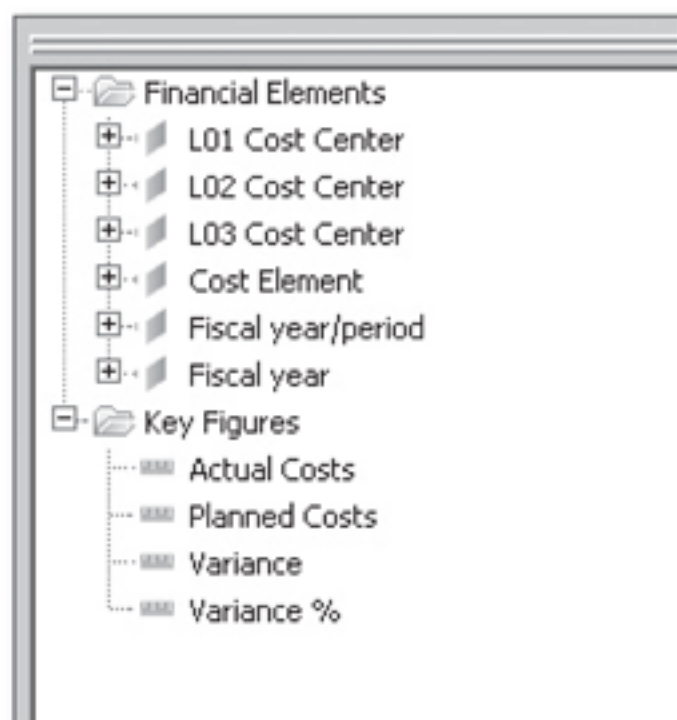 Financial Elements
L01 Cost Center
L02 Cost Center
L03 Cost Center
Cost Element
Fiscal year/period
Fiscal year
Key Figures
Actual Costs
Planned Costs
Variance
Variance %